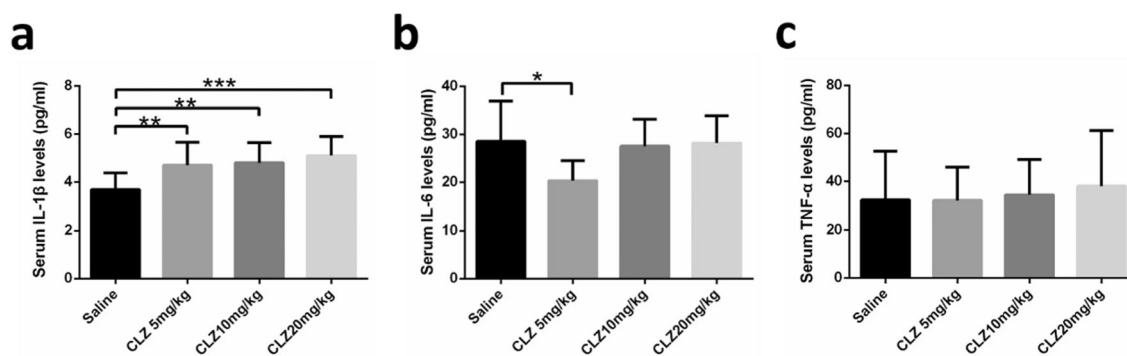 a
Serum IL-1β levels (pg/ml)
8
6
4
2
0
***
**
**
Saline
CLZ 5mg/kg
CLZ10mg/kg
CLZ20mg/kg
b
Serum IL-6 levels (pg/ml)
40
30
20
10
0
*
Saline
CLZ 5mg/kg
CLZ10mg/kg
CLZ20mg/kg
c
Serum TNF-α levels (pg/ml)
80
60
40
20
0
Saline
CLZ 5mg/kg
CLZ10mg/kg
CLZ20mg/kg